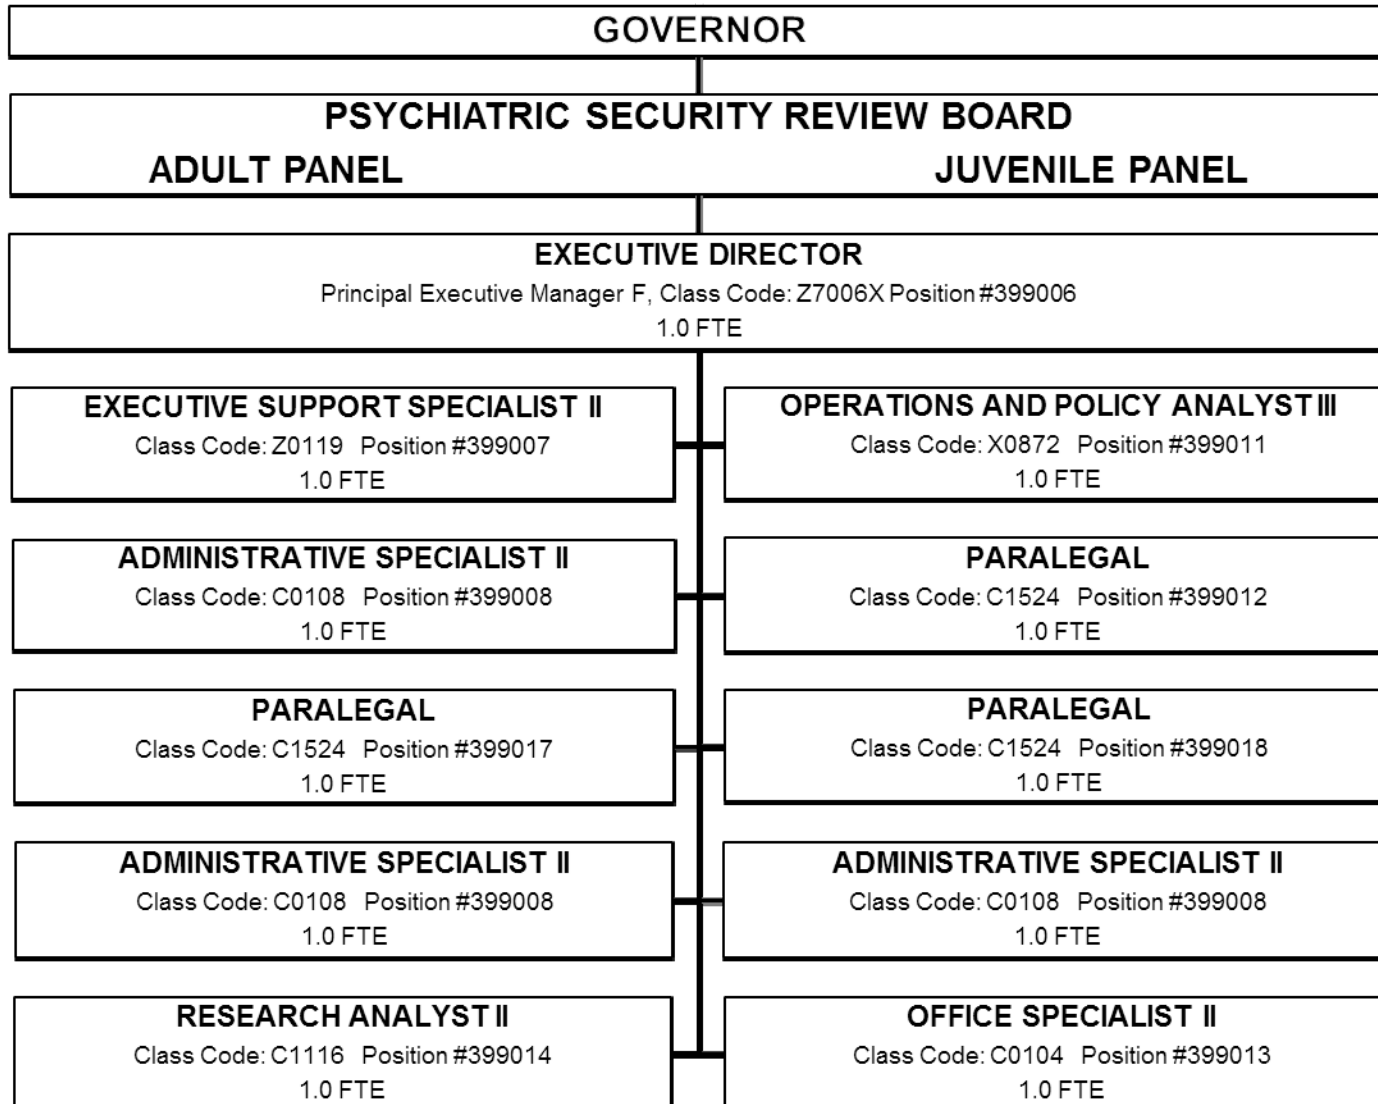 GOVERNOR
PSYCHIATRIC SECURITY REVIEW BOARD
ADULT PANEL JUVENILE PANEL
EXECUTIVE DIRECTOR
Principal Executive Manager F, Class Code: Z7006X Position #399006
1.0 FTE
EXECUTIVE SUPPORT SPECIALIST II
Class Code: Z0119 Position #399007
1.0 FTE
OPERATIONS AND POLICY ANALYST III
Class Code: X0872 Position #399011
1.0 FTE
ADMINISTRATIVE SPECIALIST II
Class Code: C0108 Position #399008
1.0 FTE
PARALEGAL
Class Code: C1524 Position #399012
1.0 FTE
PARALEGAL
Class Code: C1524 Position #399017
1.0 FTE
PARALEGAL
Class Code: C1524 Position #399018
1.0 FTE
ADMINISTRATIVE SPECIALIST II
Class Code: C0108 Position #399008
1.0 FTE
ADMINISTRATIVE SPECIALIST II
Class Code: C0108 Position #399008
1.0 FTE
RESEARCH ANALYST II
Class Code: C1116 Position #399014
1.0 FTE
OFFICE SPECIALIST II
Class Code: C0104 Position #399013
1.0 FTE